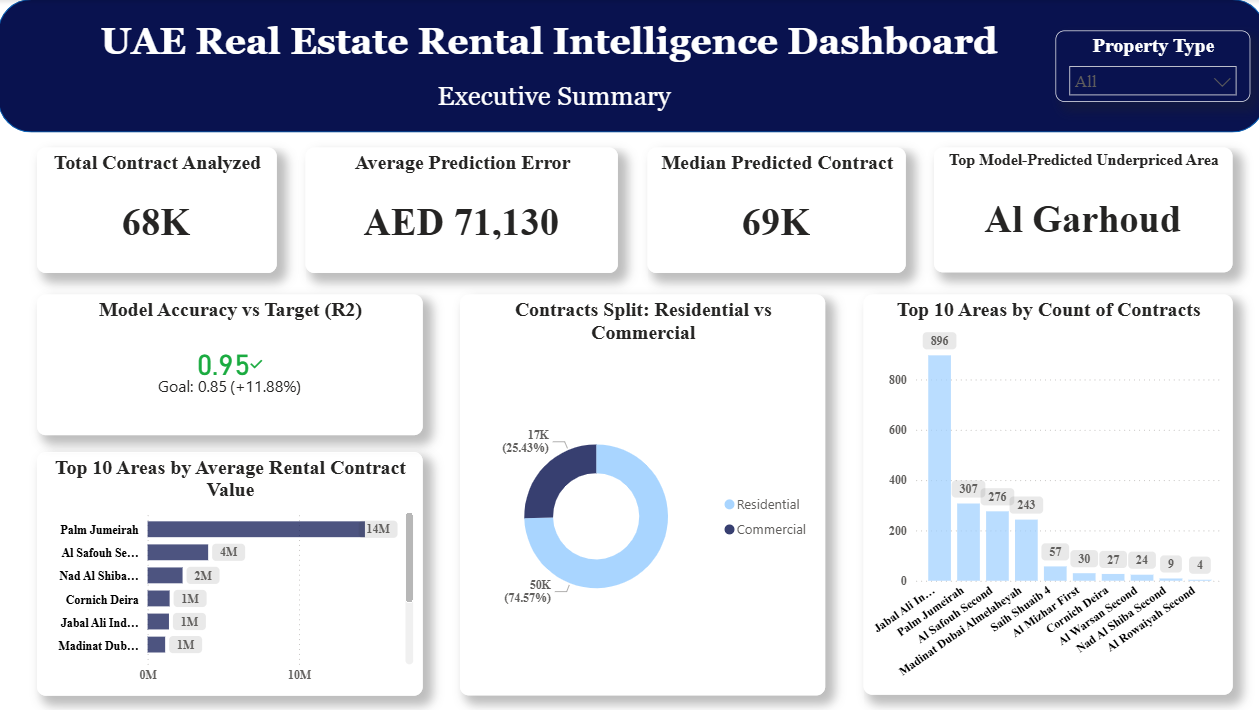 UAE Real Estate Rental Intelligence Dashboard
Executive Summary
Property Type
All
Total Contract Analyzed
68K
Average Prediction Error
AED 71,130
Median Predicted Contract
69K
Top Model-Predicted Underpriced Area
Al Garhoud
Model Accuracy vs Target (R2)
0.95
Goal: 0.85 (+11.88%)
Top 10 Areas by Average Rental Contract
Value
Palm Jumeirah
14M
Al Safouh Se...
4M
Nad Al Shiba...
2M
Cornich Deira
1M
Jabal Ali Ind...
1M
Madinat Dub...
1M
0M
10M
Contracts Split: Residential vs
Commercial
17K
(25.43%)
50K
(74.57%)
Residential
Commercial
Top 10 Areas by Count of Contracts
800
600
400
200
0
896
307
276
243
57
30
27
24
9
4
Jabal Ali In...
Palm Jumeirah
Al Safouh Second
Madinat Dubai Almelaheyah
Saih Shuaib 4
Al Mizhar First
Cornich Deira
Al Warsan Second
Nad Al Shiba Second
Al Rowaiyah Second